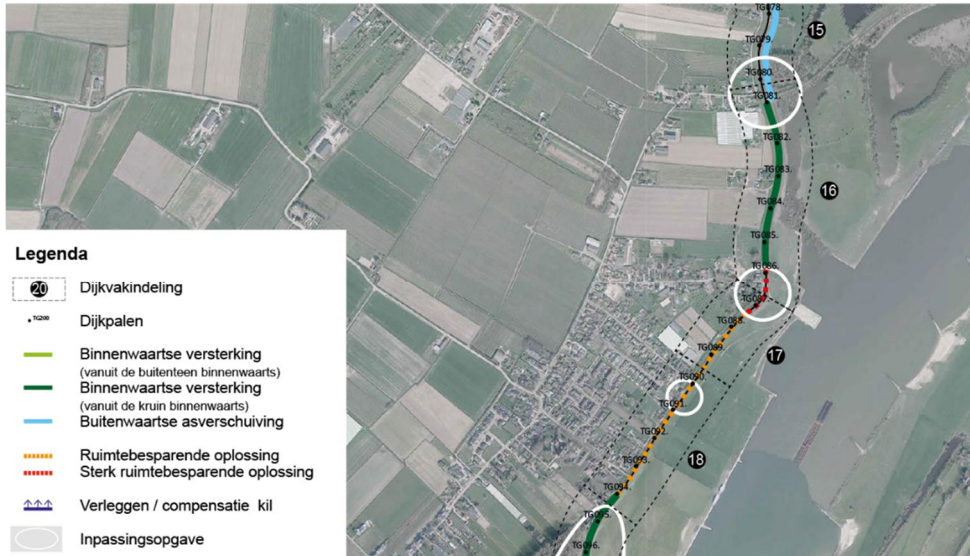 TG078.
15
TG079.
TG080.
TG081.
TG082.
TG083.
16
TG084.
TG085.
TG086.
TG087.
TG088.
17
TG089.
TG090.
TG091.
TG092.
18
TG093.
TG094.
TG095.
TG096.
Legenda
20 Dijkvakindeling
TG200 Dijkpalen
Binnenwaartse versterking
(vanuit de buitenteen binnenwaarts)
Binnenwaartse versterking
(vanuit de kruin binnenwaarts)
Buitenwaartse asverschuiving
Ruimtebesparende oplossing
Sterk ruimtebesparende oplossing
Verleggen / compensatie kil
Inpassingsopgave